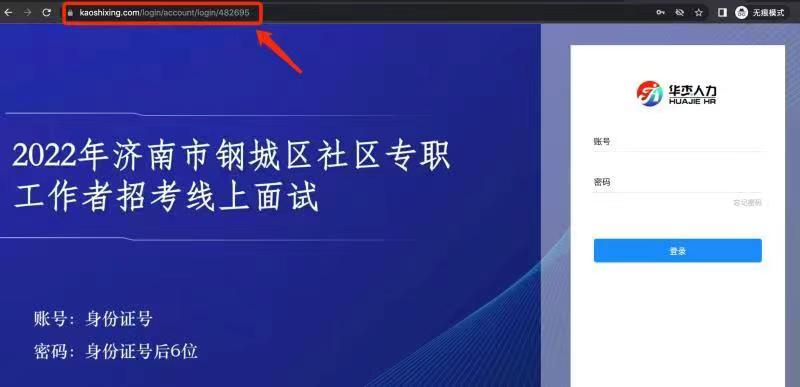 kaoshixing.com/login/account/login/482695
无痕模式
2022年济南市钢城区社区专职
工作者招考线上面试
账号：身份证号
密码：身份证号后6位
华杰人力
HUAJIE HR
账号
密码
忘记密码
登录